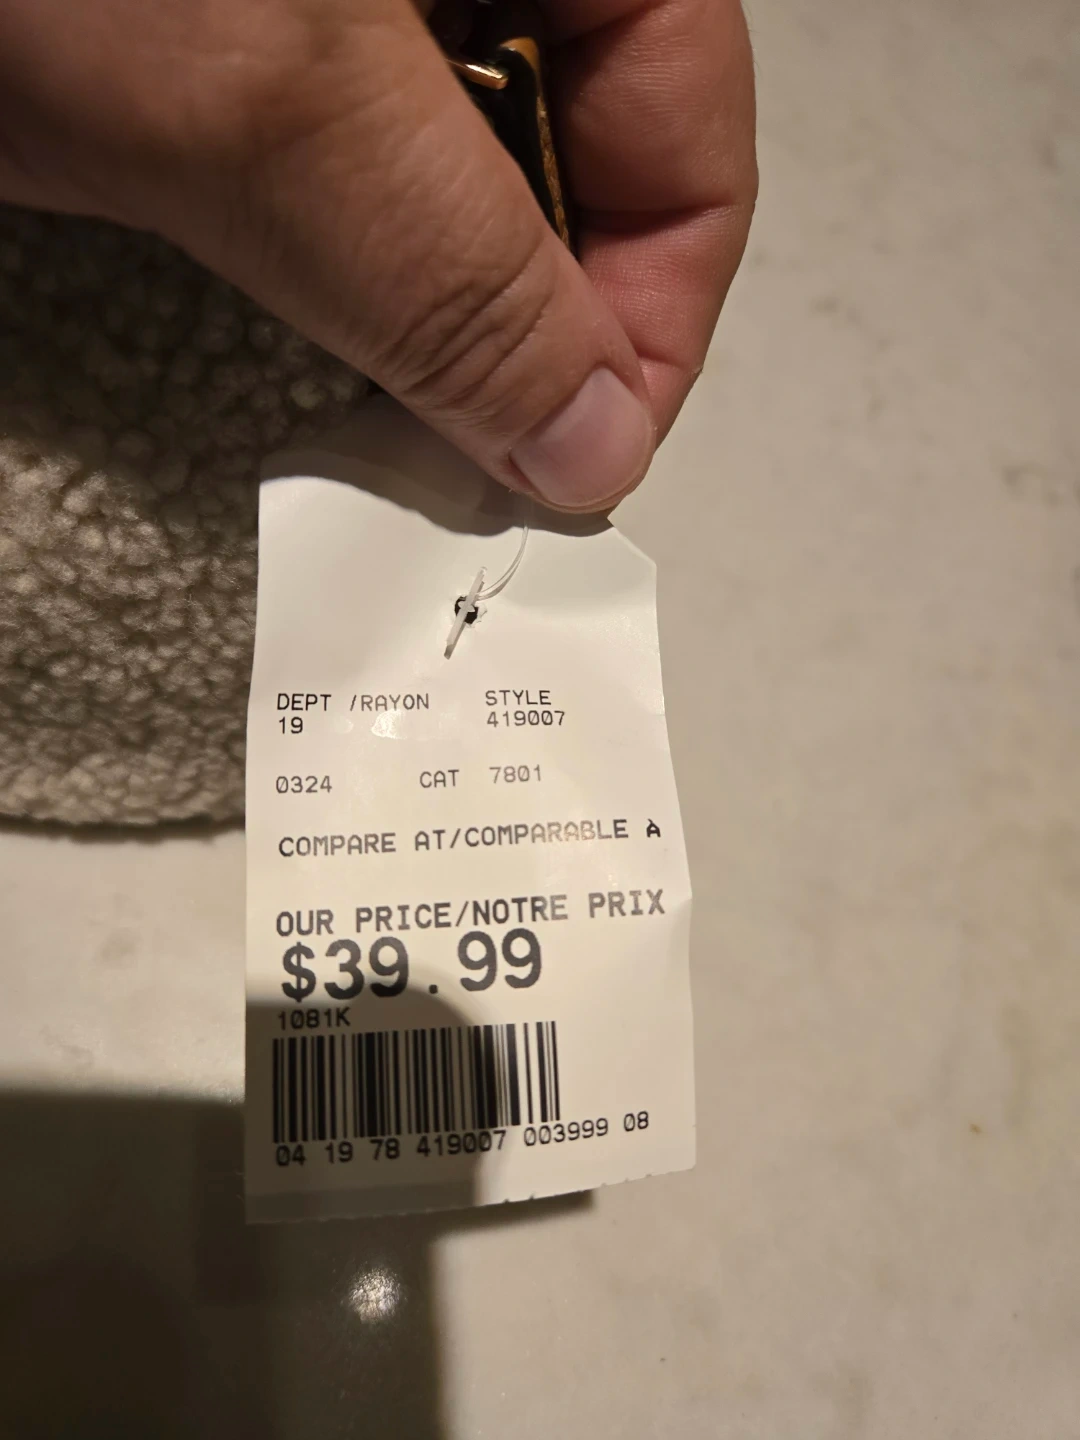 DEPT /RAYON STYLE
19 419007
0324 CAT 7801
COMPARE AT/COMPARABLE À
OUR PRICE/NOTRE PRIX
$39.99
1081K
04 19 78 419007 003999 08